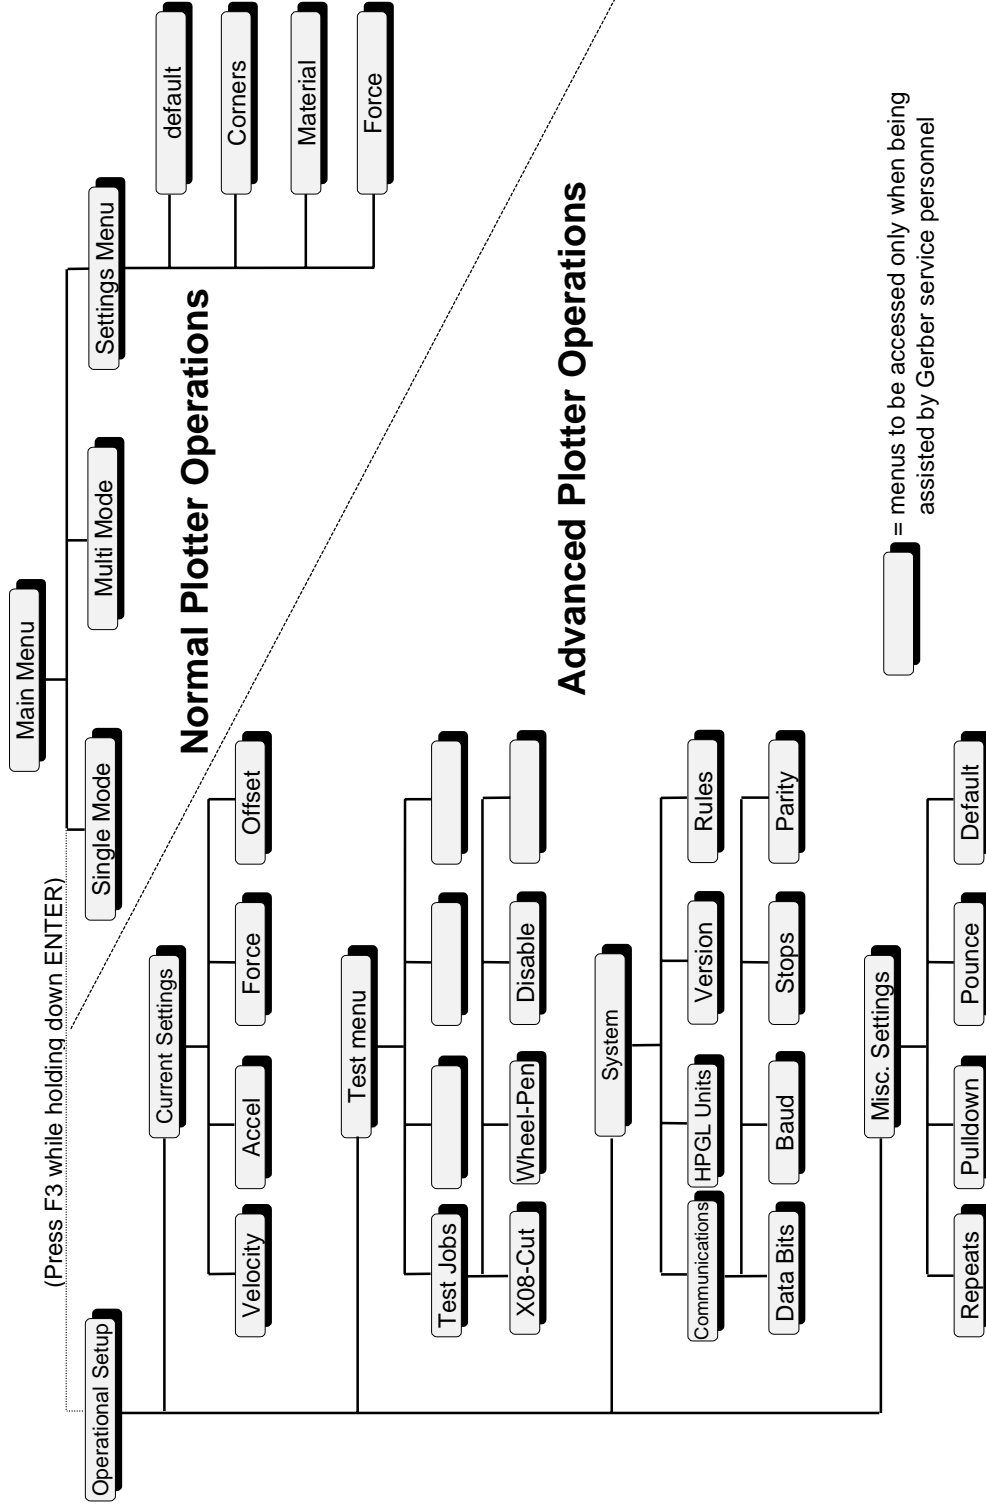 Main Menu
(Press F3 while holding down ENTER)
Operational Setup
Single Mode
Multi Mode
Settings Menu
default
Corners
Material
Force
Normal Plotter Operations
Current Settings
Velocity
Accel
Force
Offset
Test menu
Test Jobs
X08-Cut
Wheel-Pen
Disable
Advanced Plotter Operations
System
Communications
HPGL Units
Version
Rules
Data Bits
Baud
Stops
Parity
Misc. Settings
Repeats
Pulldown
Pounce
Default
= menus to be accessed only when being
assisted by Gerber service personnel